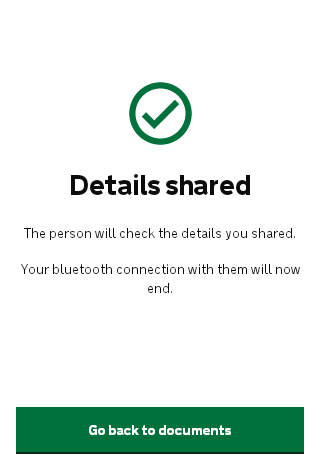 Details shared
The person will check the details you shared.
Your bluetooth connection with them will now
end.
Go back to documents